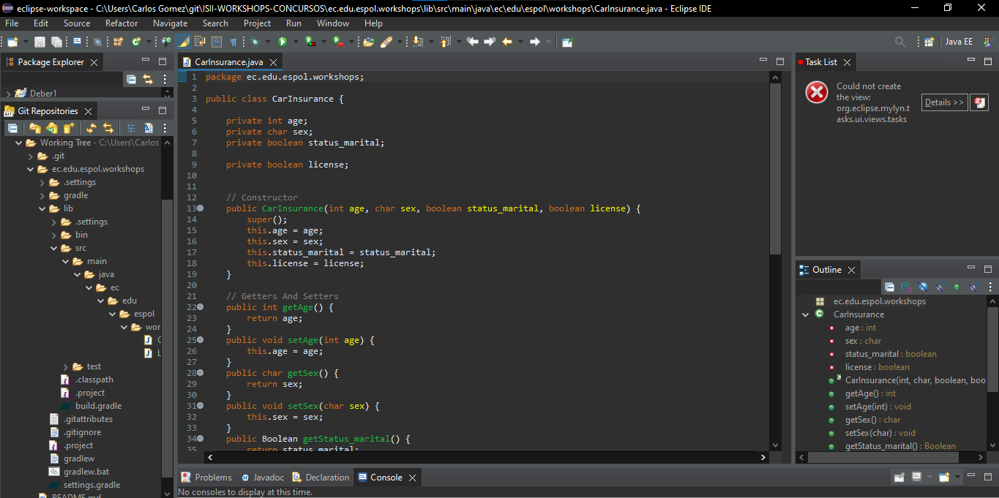 eclipse-workspace - C:\Users\Carlos Gomez\git\ISII-WORKSHOPS-CONCURSOS\ec.edu.espol.workshops\lib\src\main\java\ec\edu\espol\workshops\CarInsurance.java - Eclipse IDE
File Edit Source Refactor Navigate Search Project Run Window Help
Java EE
Package Explorer
Deber1
Git Repositories
GIT
Working Tree - C:\Users\Carlos
.git
ec.edu.espol.workshops
.settings
gradle
lib
.settings
bin
src
main
java
ec
edu
espol
wor
C
L
test
.classpath
.project
build.gradle
.gitattributes
.gitignore
.project
gradlew
gradlew.bat
settings.gradle
README.md
CarInsurance.java
1 package ec.edu.espol.workshops;
2
3 public class CarInsurance {
4
5 private int age;
6 private char sex;
7 private boolean status_marital;
8
9 private boolean license;
10
11
12 // Constructor
13 public CarInsurance(int age, char sex, boolean status_marital, boolean license) {
14 super();
15 this.age = age;
16 this.sex = sex;
17 this.status_marital = status_marital;
18 this.license = license;
19 }
20
21 // Getters And Setters
22 public int getAge() {
23 return age;
24 }
25 public void setAge(int age) {
26 this.age = age;
27 }
28 public char getSex() {
29 return sex;
30 }
31 public void setSex(char sex) {
32 this.sex = sex;
33 }
34 public Boolean getStatus_marital() {
35 return status_marital;
Task List
Could not create
the view:
org.eclipse.mylyn.t
asks.ui.views.tasks
Details >>
Outline
ec.edu.espol.workshops
CarInsurance
age : int
sex : char
status_marital : boolean
license : boolean
CarInsurance(int, char, boolean, boo
getAge() : int
setAge(int) : void
getSex() : char
setSex(char) : void
getStatus_marital() : Boolean
Problems @ Javadoc Declaration Console
No consoles to display at this time.